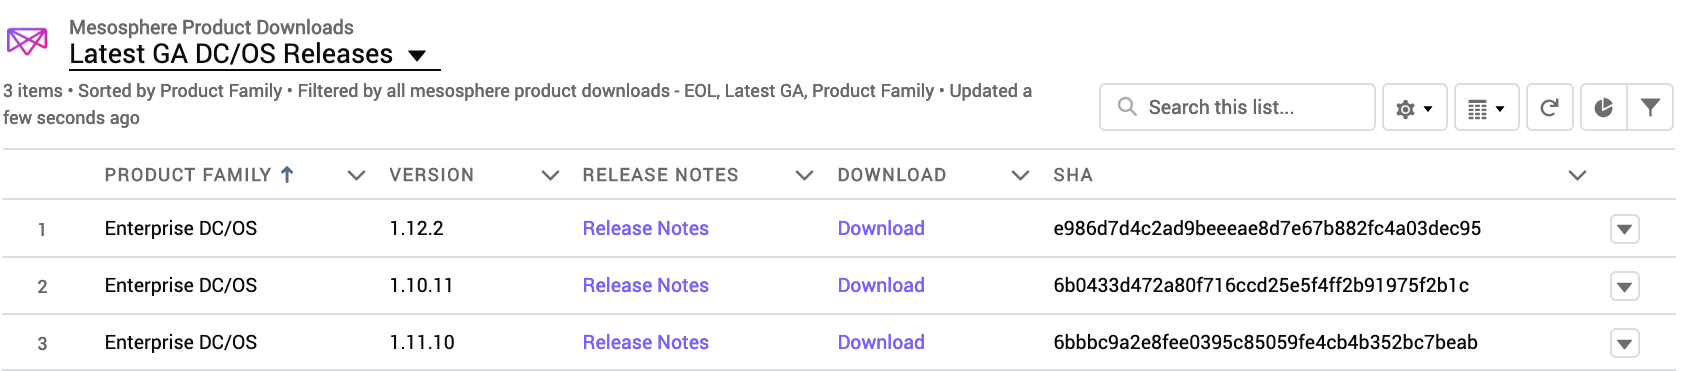 Mesosphere Product Downloads
Latest GA DC/OS Releases
3 items • Sorted by Product Family • Filtered by all mesosphere product downloads - EOL, Latest GA, Product Family • Updated a
few seconds ago
Search this list...
PRODUCT FAMILY VERSION RELEASE NOTES DOWNLOAD SHA
1 Enterprise DC/OS 1.12.2 Release Notes Download e986d7d4c2ad9beeeae8d7e67b882fc4a03dec95
2 Enterprise DC/OS 1.10.11 Release Notes Download 6b0433d472a80f716ccd25e5f4ff2b91975f2b1c
3 Enterprise DC/OS 1.11.10 Release Notes Download 6bbbc9a2e8fee0395c85059fe4cb4b352bc7beab